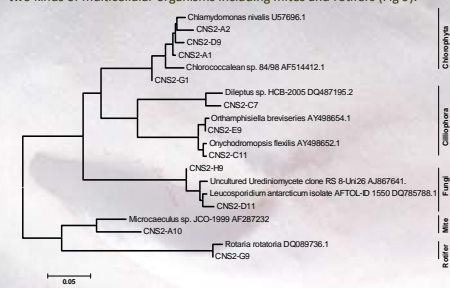 two kinds of multicellular organisms including mites and rotifers (Fig 5).
Chlamydomonas nivalis U57696.1
CNS2-A2
CNS2-D9
CNS2-A1
Chlorococcalean sp. 84/98 AF514412.1
CNS2-G1
Dileptus sp. HCB-2005 DQ487195.2
CNS2-C7
Orthamphisiella breviseries AY498654.1
CNS2-E9
Onychodromopsis flexilis AY498652.1
CNS2-C11
CNS2-H9
Uncultured Urediniomycete clone RS 8-Uni26 AJ867641.
Leucosporidium antarcticum isolate AFTOL-ID 1550 DQ785788.1
CNS2-D11
Microcaeculus sp. JCO-1999 AF287232
CNS2-A10
Rotaria rotatoria DQ089736.1
CNS2-G9
0.05
Chlorophyta
Cilliophora
Fungi
Mite
Rotifer